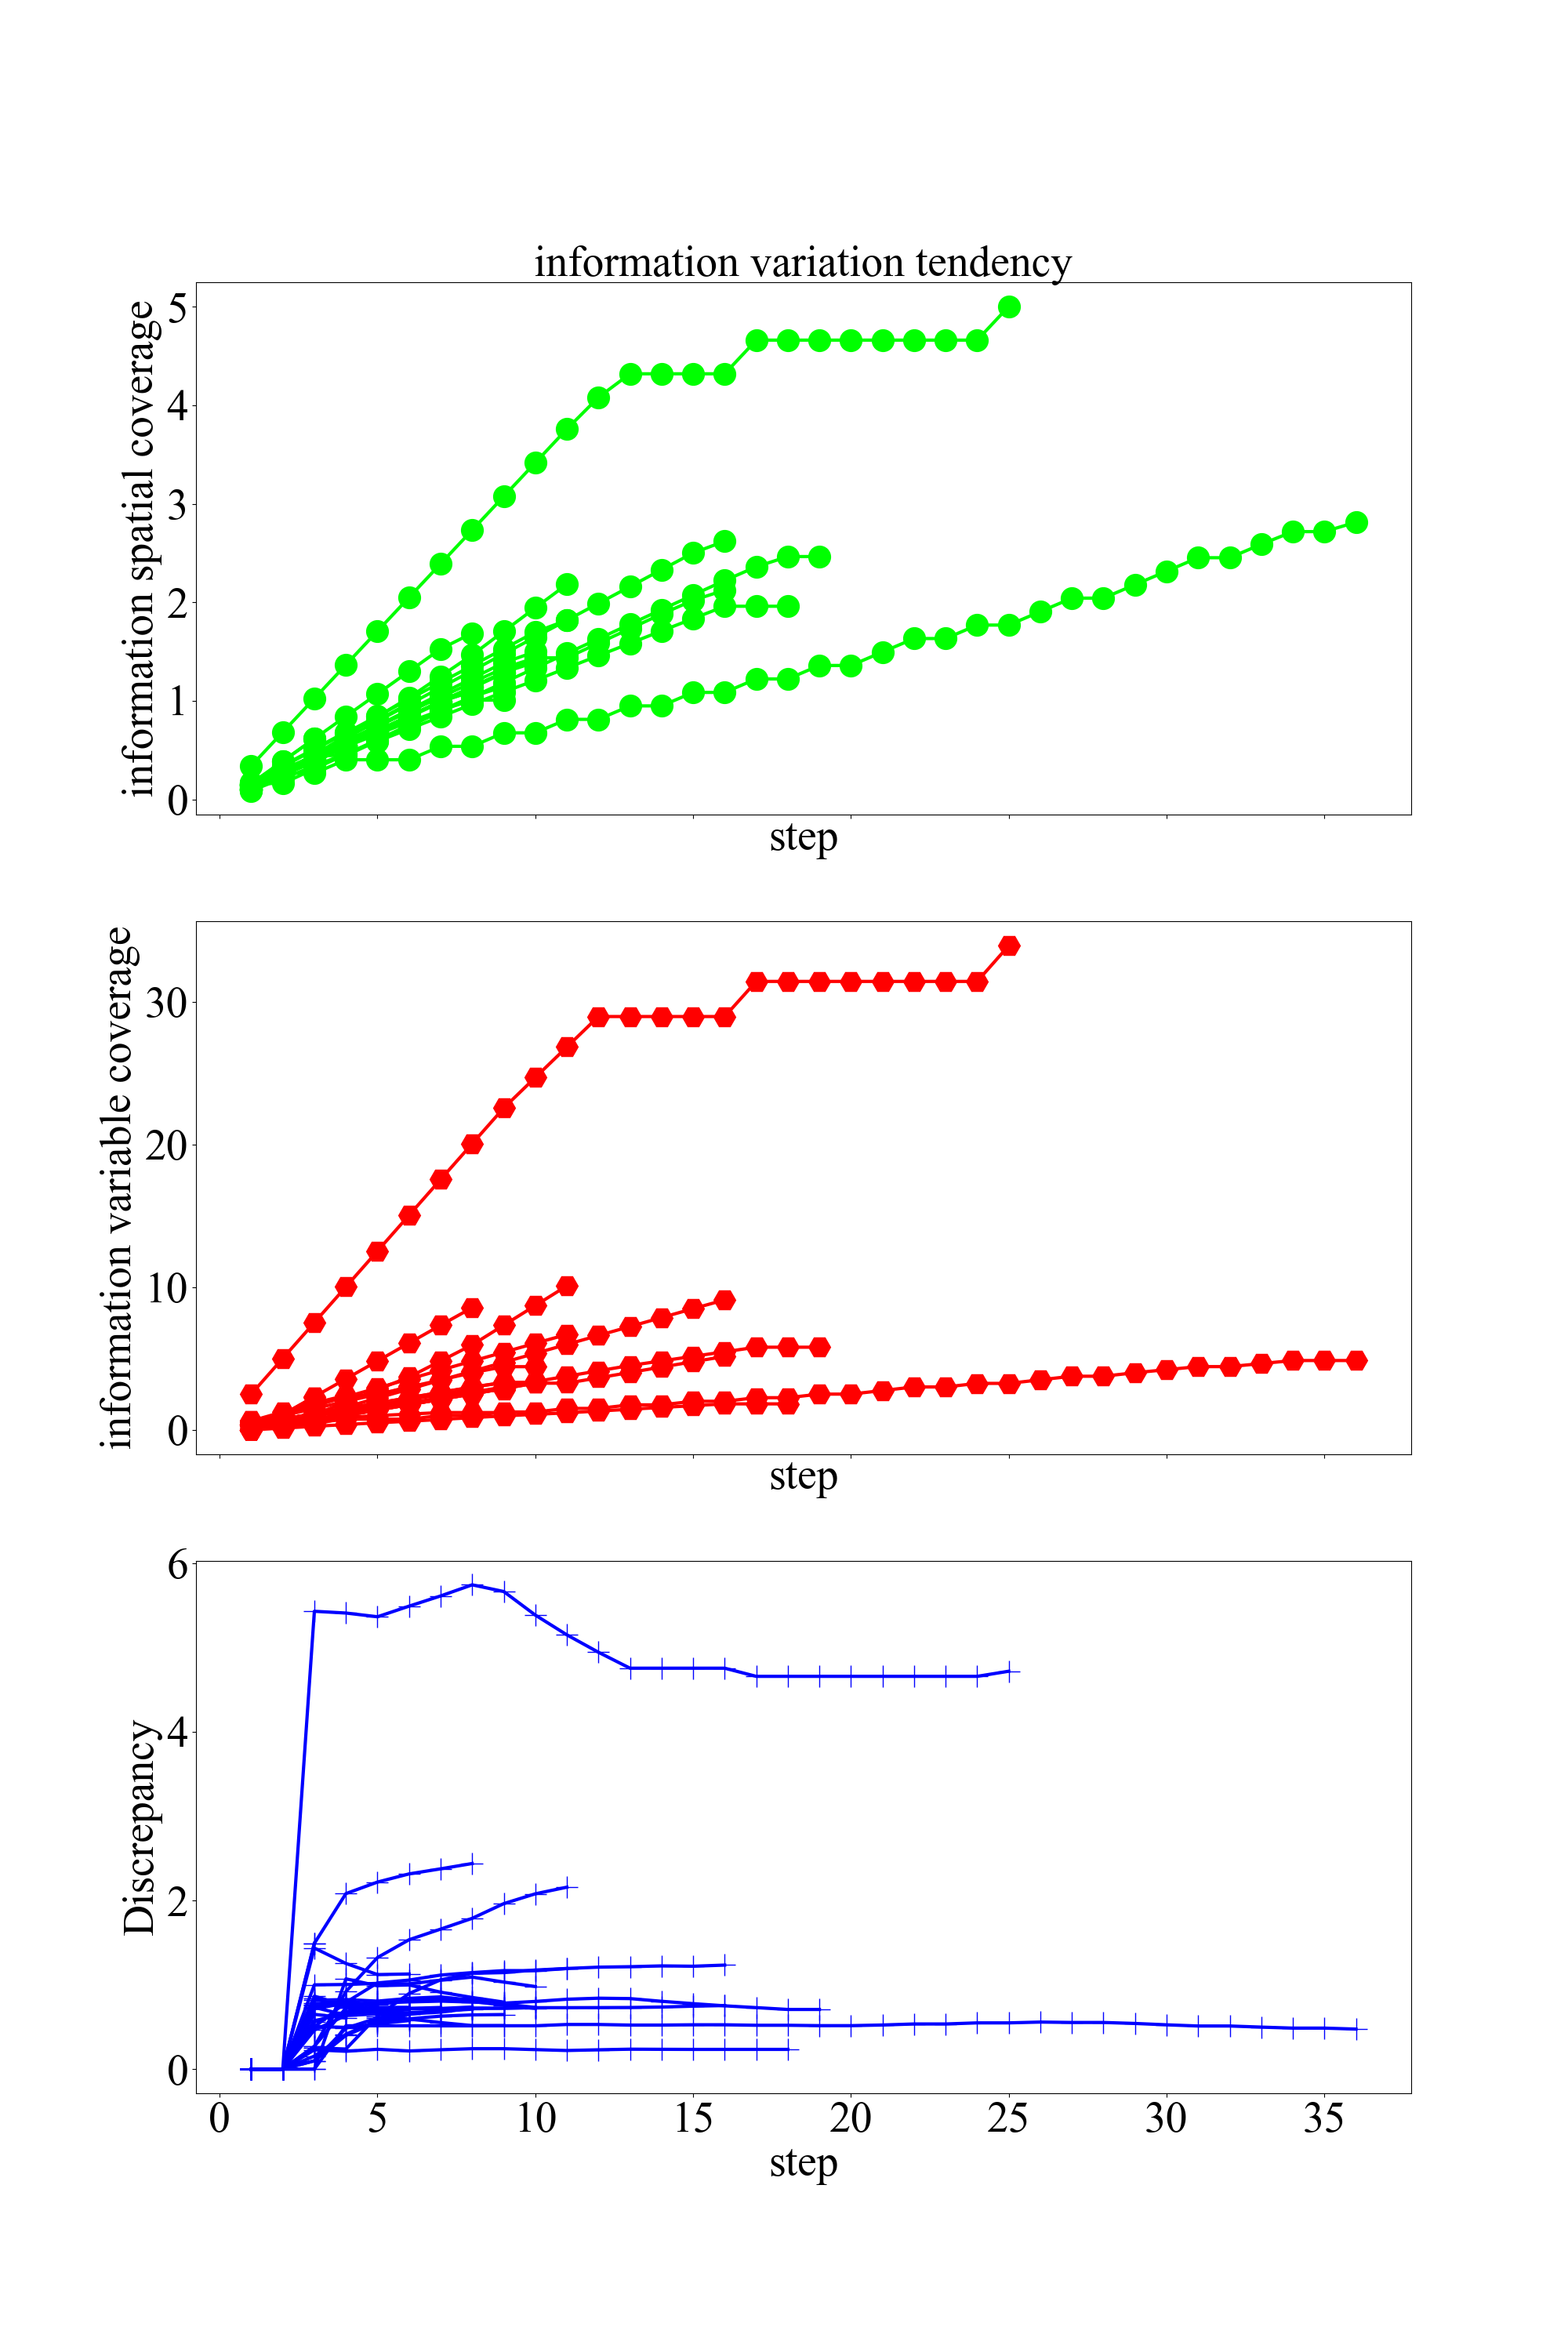 information variation tendency
5
4
3
2
1
0
information spatial coverage
step
30
20
10
0
information variable coverage
step
6
4
2
0
Discrepancy
0 5 10 15 20 25 30 35
step